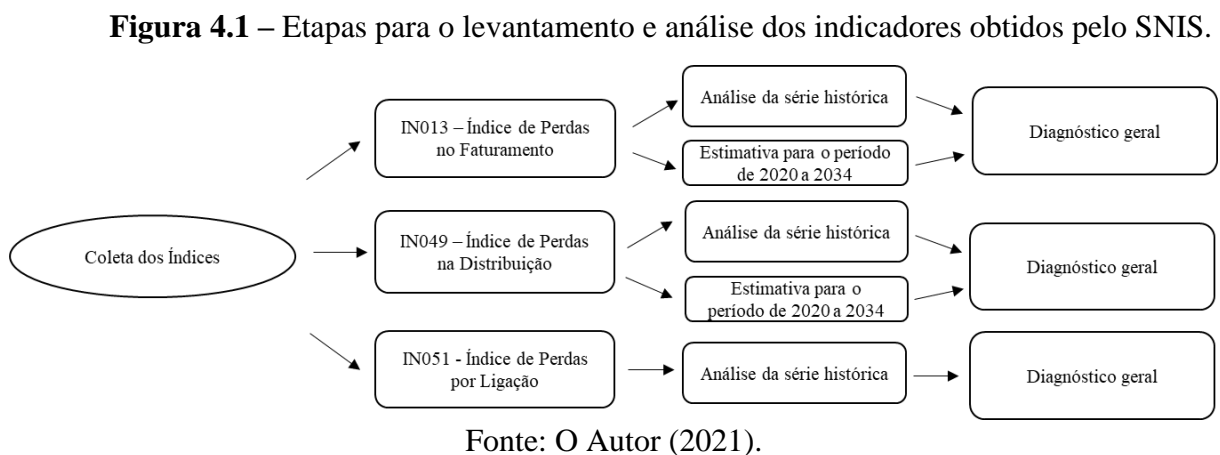 Figura 4.1 – Etapas para o levantamento e análise dos indicadores obtidos pelo SNIS.
Coleta dos Índices
IN013 – Índice de Perdas
no Faturamento
Análise da série histórica
Estimativa para o período
de 2020 a 2034
Diagnóstico geral
IN049 – Índice de Perdas
na Distribuição
Análise da série histórica
Estimativa para o
período de 2020 a 2034
Diagnóstico geral
IN051 - Índice de Perdas
por Ligação
Análise da série histórica
Diagnóstico geral
Fonte: O Autor (2021).